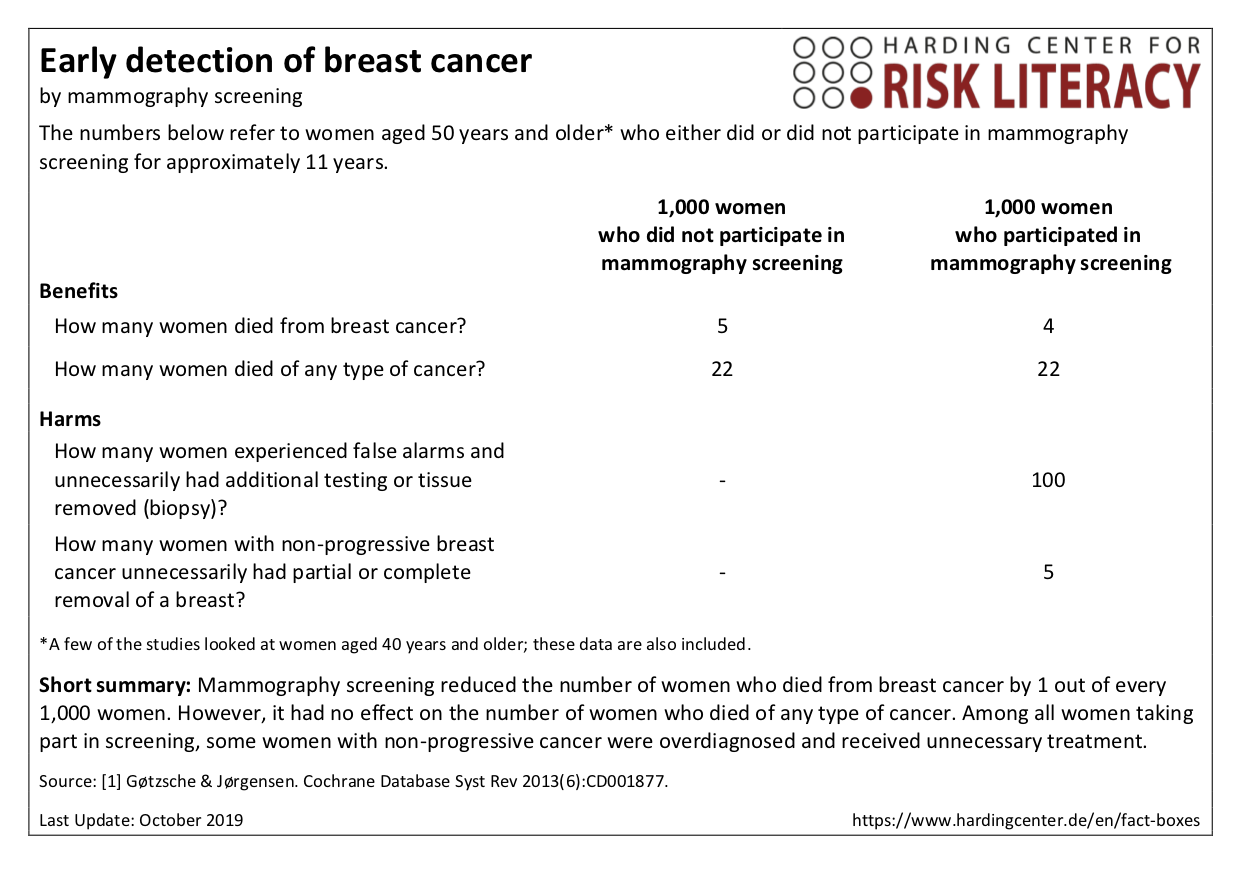 Early detection of breast cancer
by mammography screening
HARDING CENTER FOR
RISK LITERACY
The numbers below refer to women aged 50 years and older* who either did or did not participate in mammography
screening for approximately 11 years.
1,000 women
who did not participate in
mammography screening
1,000 women
who participated in
mammography screening
Benefits
How many women died from breast cancer? 5 4
How many women died of any type of cancer? 22 22
Harms
How many women experienced false alarms and
unnecessarily had additional testing or tissue - 100
removed (biopsy)?
How many women with non-progressive breast
cancer unnecessarily had partial or complete - 5
removal of a breast?
*A few of the studies looked at women aged 40 years and older; these data are also included.
Short summary: Mammography screening reduced the number of women who died from breast cancer by 1 out of every
1,000 women. However, it had no effect on the number of women who died of any type of cancer. Among all women taking
part in screening, some women with non-progressive cancer were overdiagnosed and received unnecessary treatment.
Source: [1] Gøtzsche & Jørgensen. Cochrane Database Syst Rev 2013(6):CD001877.
Last Update: October 2019 https://www.hardingcenter.de/en/fact-boxes